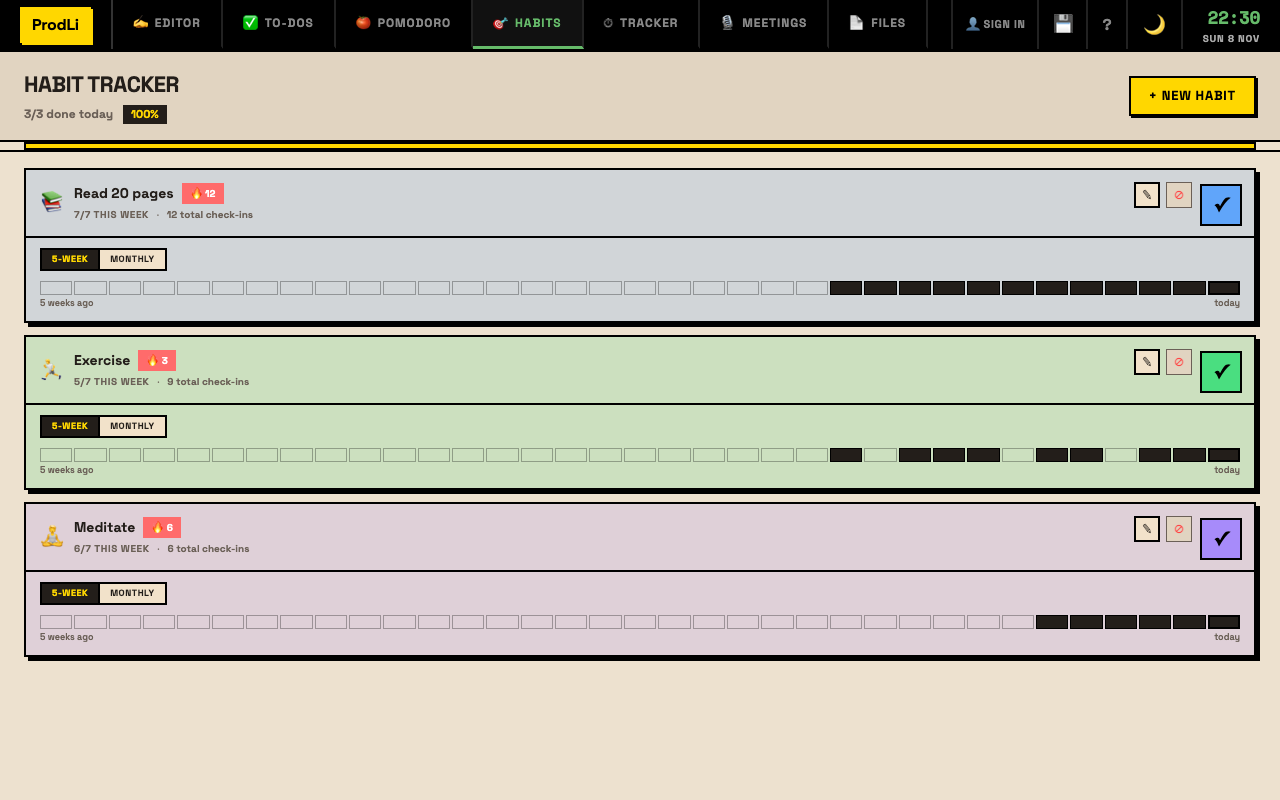 ProdLi
EDITOR
TO-DOS
POMODORO
HABITS
TRACKER
MEETINGS
FILES
SIGN IN
?
22:30
SUN 8 NOV
HABIT TRACKER
3/3 done today 100%
+ NEW HABIT
Read 20 pages 12
7/7 THIS WEEK · 12 total check-ins
5-WEEK MONTHLY
5 weeks ago today
Exercise 3
5/7 THIS WEEK · 9 total check-ins
5-WEEK MONTHLY
5 weeks ago today
Meditate 6
6/7 THIS WEEK · 6 total check-ins
5-WEEK MONTHLY
5 weeks ago today